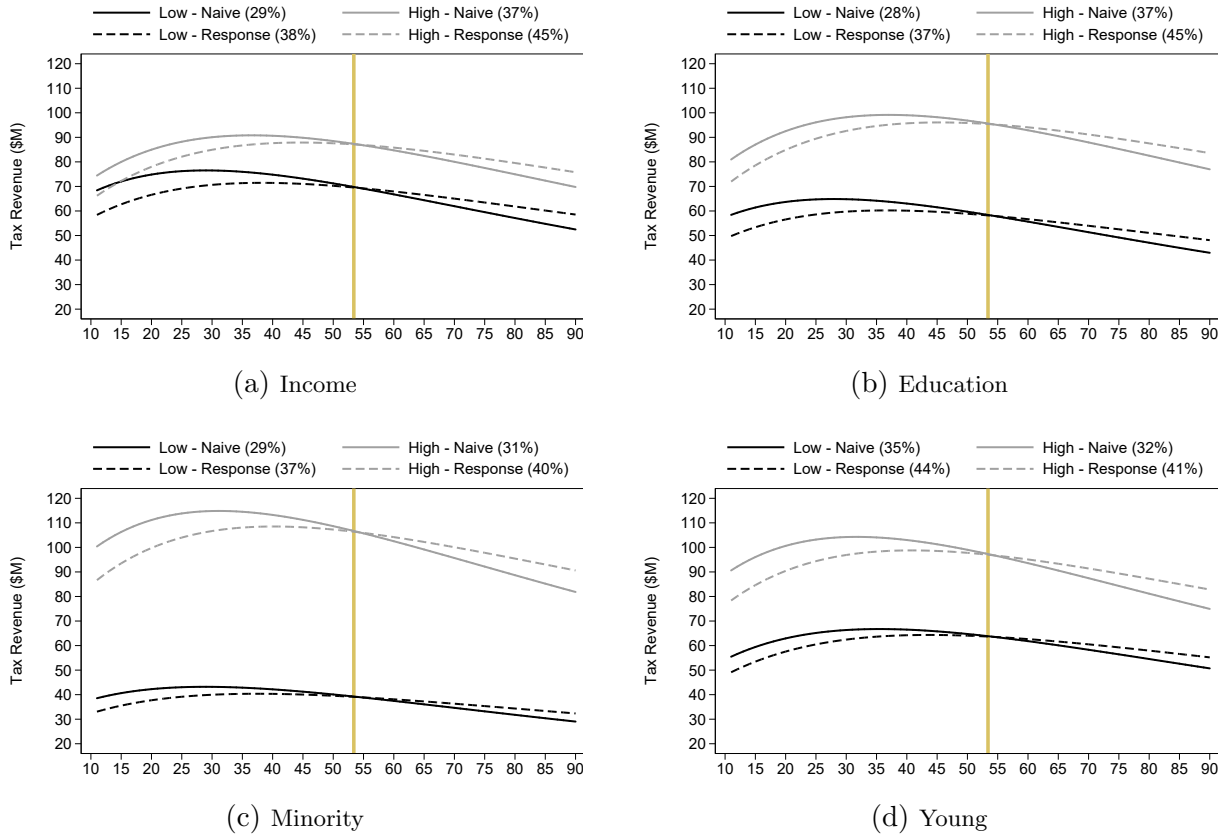 Low - Naive (29%) High - Naive (37%)
Low - Response (38%) High - Response (45%)
Tax Revenue ($M)
120
110
100
90
80
70
60
50
40
30
20
10 15 20 25 30 35 40 45 50 55 60 65 70 75 80 85 90
(a) Income
Low - Naive (28%) High - Naive (37%)
Low - Response (37%) High - Response (45%)
Tax Revenue ($M)
120
110
100
90
80
70
60
50
40
30
20
10 15 20 25 30 35 40 45 50 55 60 65 70 75 80 85 90
(b) Education
Low - Naive (29%) High - Naive (31%)
Low - Response (37%) High - Response (40%)
Tax Revenue ($M)
120
110
100
90
80
70
60
50
40
30
20
10 15 20 25 30 35 40 45 50 55 60 65 70 75 80 85 90
(c) Minority
Low - Naive (35%) High - Naive (32%)
Low - Response (44%) High - Response (41%)
Tax Revenue ($M)
120
110
100
90
80
70
60
50
40
30
20
10 15 20 25 30 35 40 45 50 55 60 65 70 75 80 85 90
(d) Young